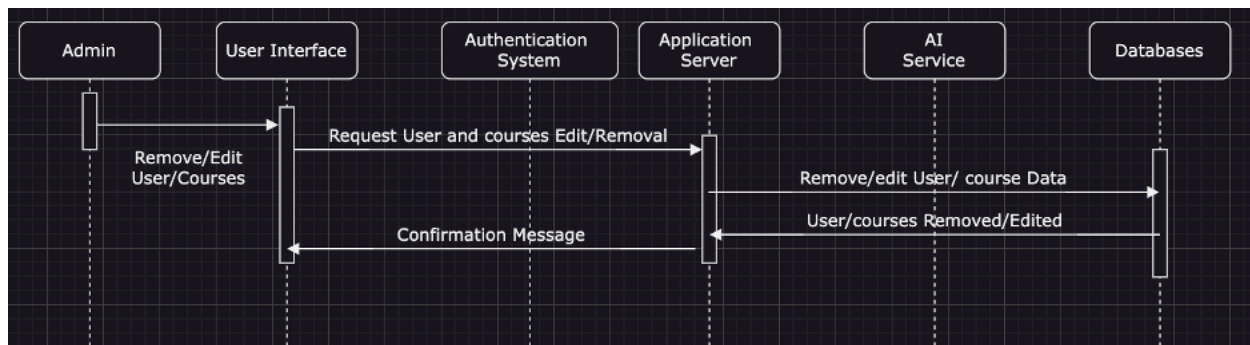 Admin
User Interface
Authentication
System
Application
Server
AI
Service
Databases
Request User and courses Edit/Removal
Remove/Edit
User/Courses
Remove/edit User/ course Data
User/courses Removed/Edited
Confirmation Message